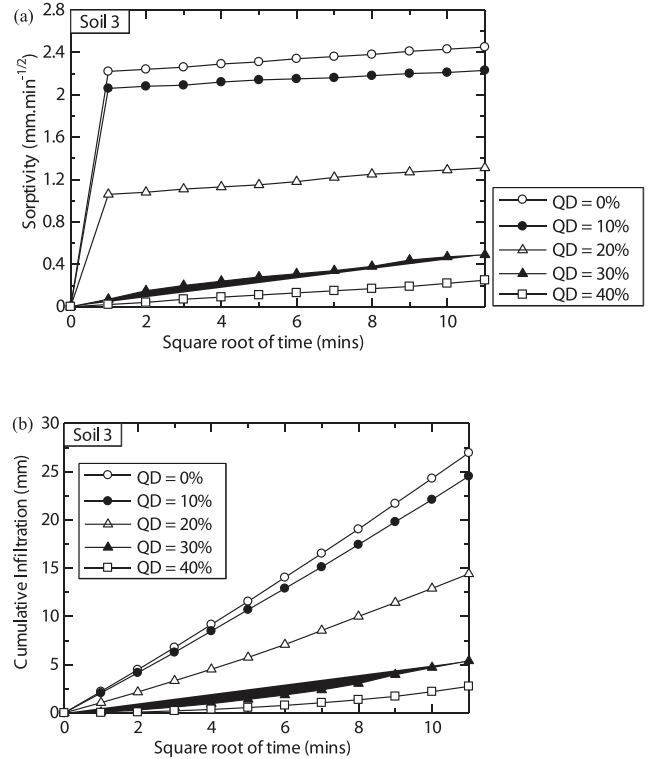 (a)
Soil 3
2.8
2.4
2
1.6
1.2
0.8
0.4
0
Sorptivity (mm.min⁻¹/²)
0 2 4 6 8 10
Square root of time (mins)
QD = 0%
QD = 10%
QD = 20%
QD = 30%
QD = 40%
(b)
Soil 3
30
25
20
15
10
5
0
Cumulative Infiltration (mm)
QD = 0%
QD = 10%
QD = 20%
QD = 30%
QD = 40%
0 2 4 6 8 10
Square root of time (mins)